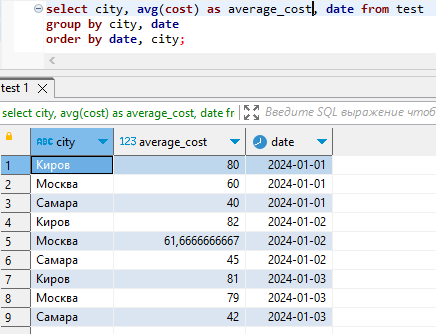 select city, avg(cost) as average_cost, date from test
group by city, date
order by date, city;
test 1
select city, avg(cost) as average_cost, date fr Введите SQL выражение чтоб
ABC city 123 average_cost date
1 Киров 80 2024-01-01
2 Москва 60 2024-01-01
3 Самара 40 2024-01-01
4 Киров 82 2024-01-02
5 Москва 61,6666666667 2024-01-02
6 Самара 45 2024-01-02
7 Киров 81 2024-01-03
8 Москва 79 2024-01-03
9 Самара 42 2024-01-03